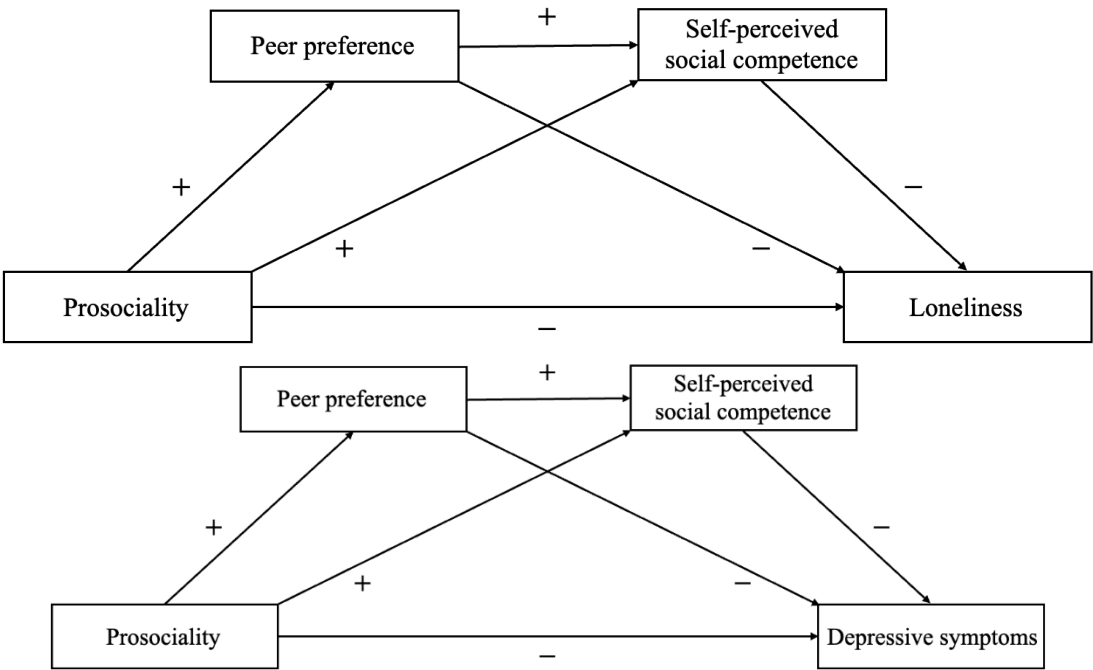 +
Peer preference
Self-perceived
social competence
+
−
+
−
Prosociality
Loneliness
−
+
Peer preference
Self-perceived
social competence
+
−
+
−
Prosociality
Depressive symptoms
−